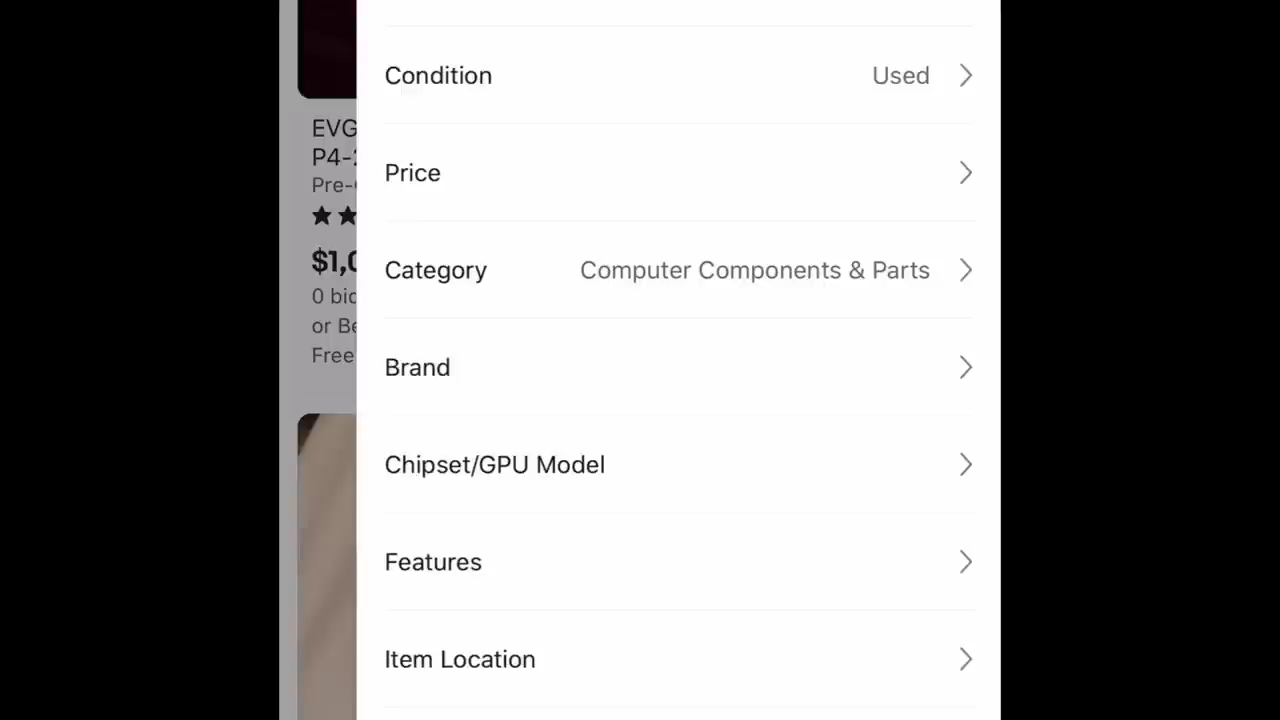 Condition Used
Price
Category Computer Components & Parts
Brand
Chipset/GPU Model
Features
Item Location
EVG
P4-
Pre-
$1,0
0 bid
or Be
Free